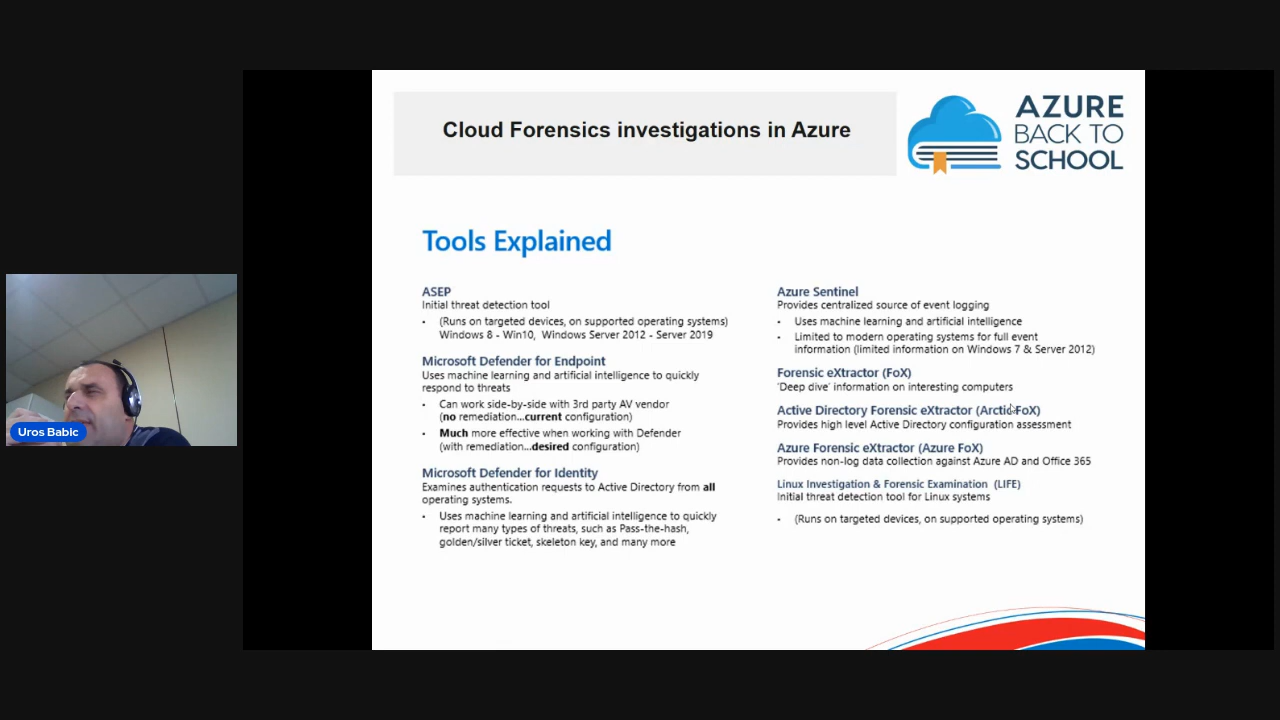 Cloud Forensics investigations in Azure
AZURE
BACK TO
SCHOOL
Tools Explained
ASEP
Initial threat detection tool
• (Runs on targeted devices, on supported operating systems)
Windows 8 - Win10, Windows Server 2012 - Server 2019
Microsoft Defender for Endpoint
Uses machine learning and artificial intelligence to quickly
respond to threats
• Can work side-by-side with 3rd party AV vendor
(no remediation...current configuration)
• Much more effective when working with Defender
(with remediation...desired configuration)
Microsoft Defender for Identity
Examines authentication requests to Active Directory from all
operating systems.
• Uses machine learning and artificial intelligence to quickly
report many types of threats, such as Pass-the-hash,
golden/silver ticket, skeleton key, and many more
Azure Sentinel
Provides centralized source of event logging
• Uses machine learning and artificial intelligence
• Limited to modern operating systems for full event
information (limited information on Windows 7 & Server 2012)
Forensic eXtractor (FoX)
'Deep dive' information on interesting computers
Active Directory Forensic eXtractor (ArcticFoX)
Provides high level Active Directory configuration assessment
Azure Forensic eXtractor (Azure FoX)
Provides non-log data collection against Azure AD and Office 365
Linux Investigation & Forensic Examination (LIFE)
Initial threat detection tool for Linux systems
• (Runs on targeted devices, on supported operating systems)
Uros Babic